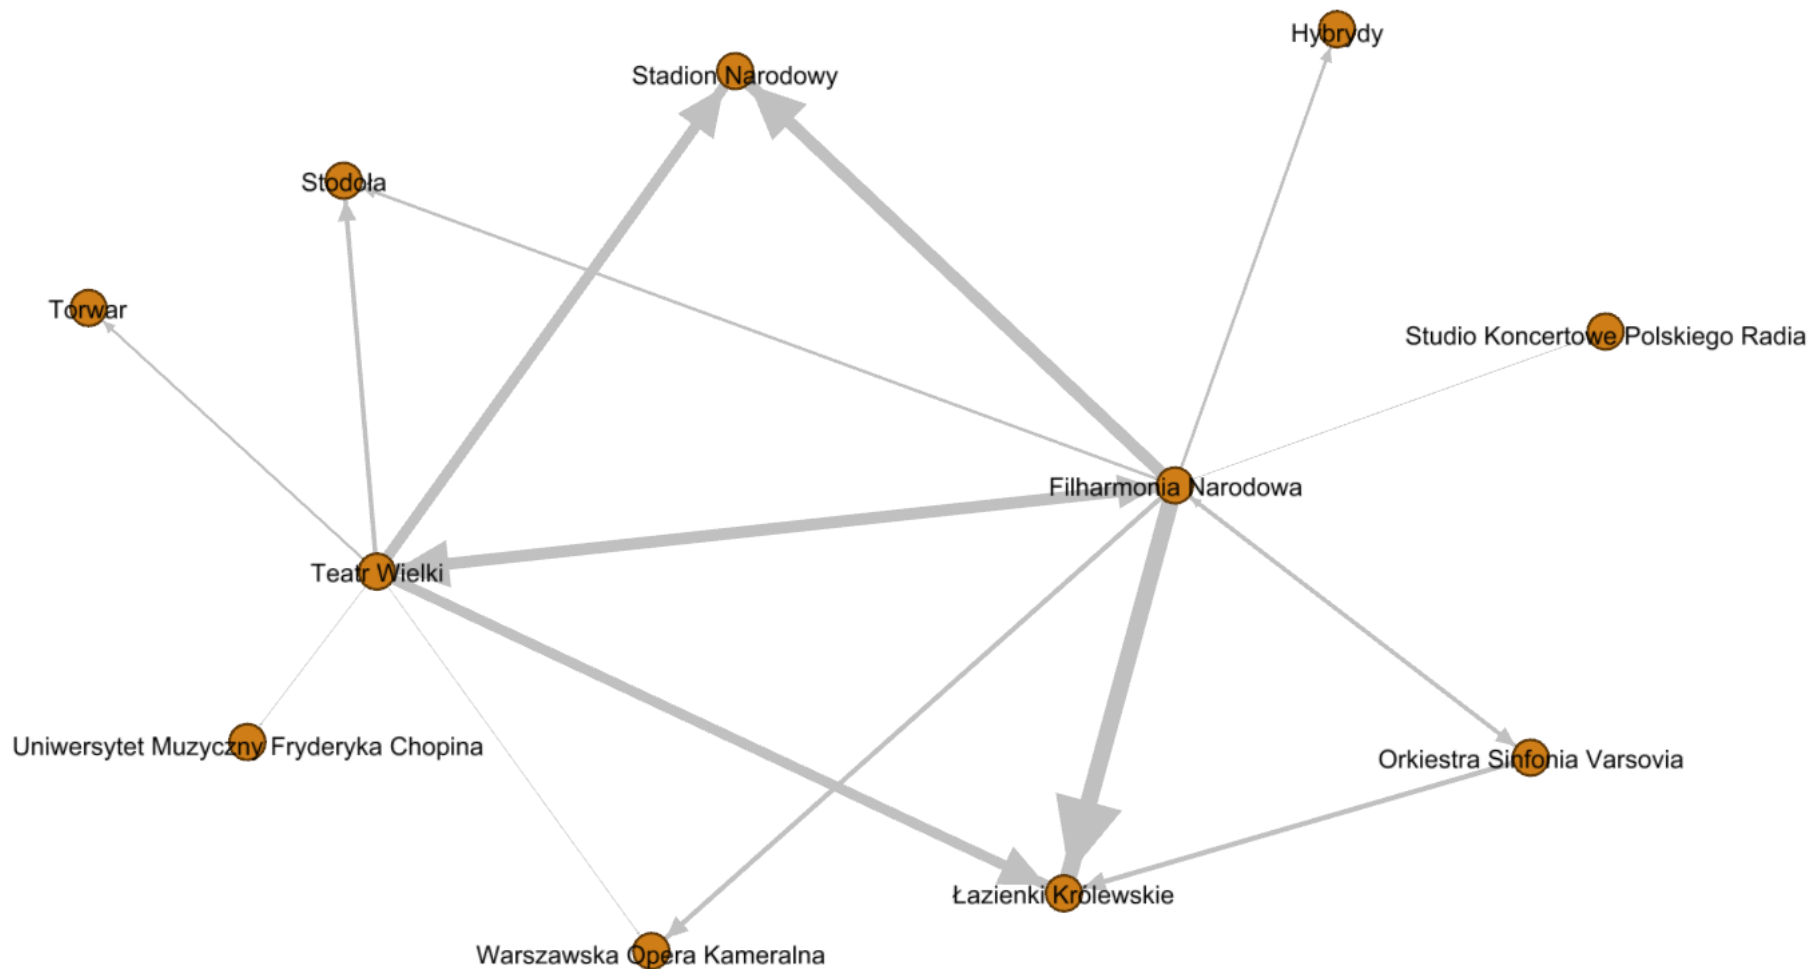 Hybrydy
Stadion Narodowy
Stodoła
Torwar
Studio Koncertowe Polskiego Radia
Filharmonia Narodowa
Teatr Wielki
Uniwersytet Muzyczny Fryderyka Chopina
Orkiestra Sinfonia Varsovia
Łazienki Królewskie
Warszawska Opera Kameralna